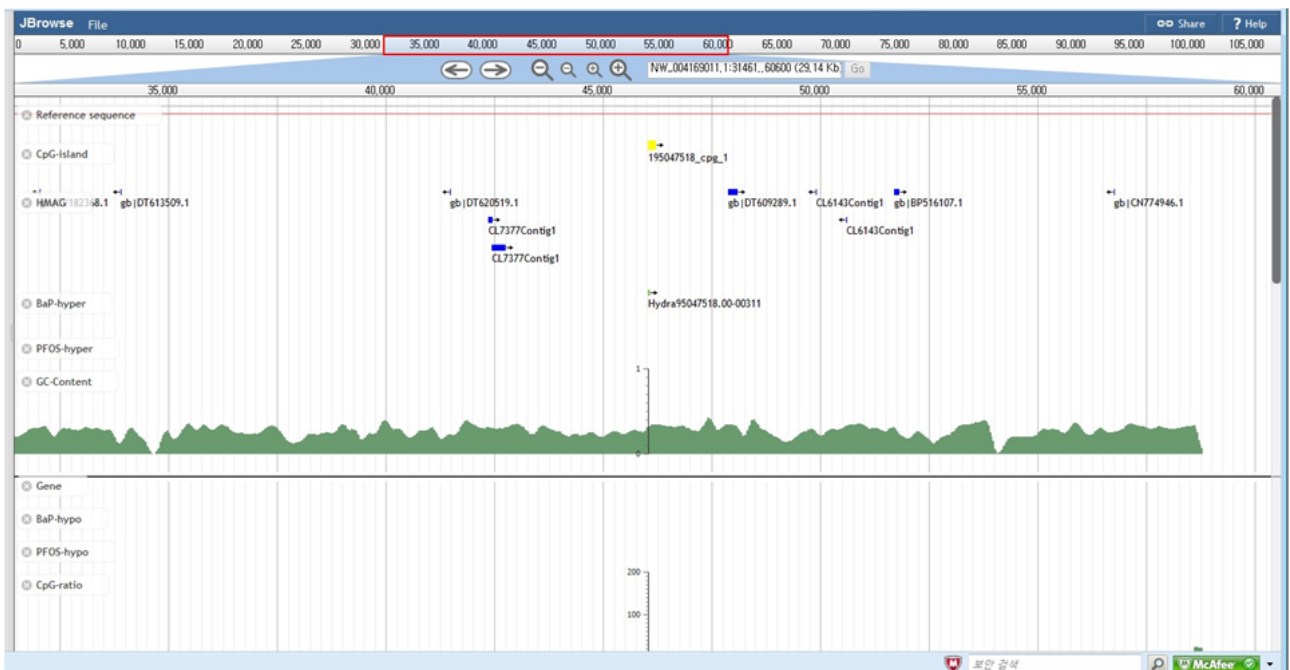 JBrowse File Share ? Help
0 5,000 10,000 15,000 20,000 25,000 30,000 35,000 40,000 45,000 50,000 55,000 60,000 65,000 70,000 75,000 80,000 85,000 90,000 95,000 100,000 105,000
NW_004169011.1:31461..60600 (29.14 Kb) Go
35,000 40,000 45,000 50,000 55,000 60,000
Reference sequence
CpG-island
195047518_cpg_1
HMAG 182368.1 gb|DT613509.1 gb|DT620519.1 gb|DT609289.1 CL6143Contig1 gb|BP516107.1 gb|CN774946.1
CL7377Contig1 CL6143Contig1
CL7377Contig1
BaP-hyper
Hydra95047518.00-00311
PFOS-hyper
1
GC-Content
0
Gene
BaP-hypo
PFOS-hypo
200
CpG-ratio
100
보안 검색 McAfee